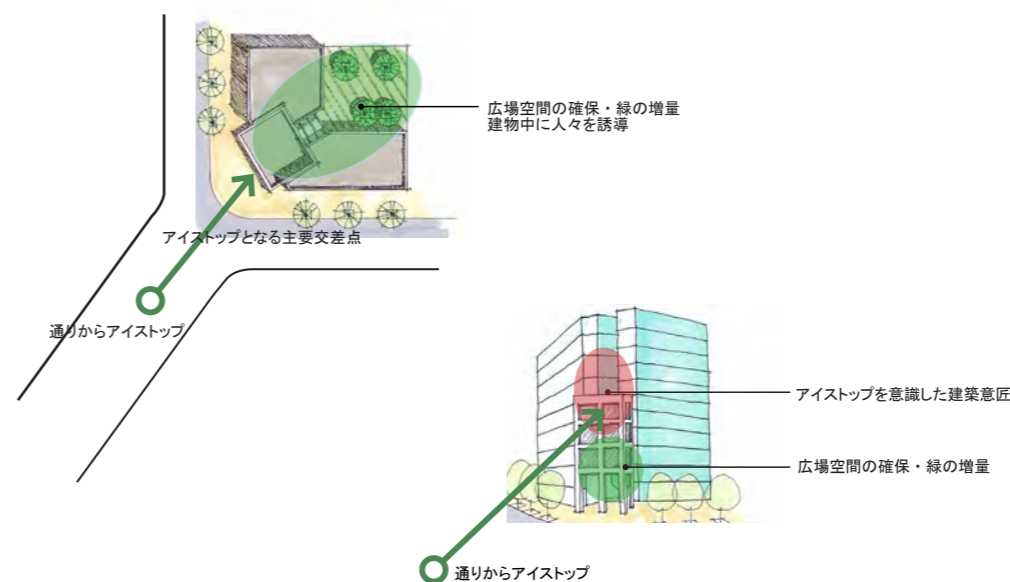 広場空間の確保・緑の増量
建物中に人々を誘導
アイストップとなる主要交差点
通りからアイストップ
アイストップを意識した建築意匠
広場空間の確保・緑の増量
通りからアイストップ